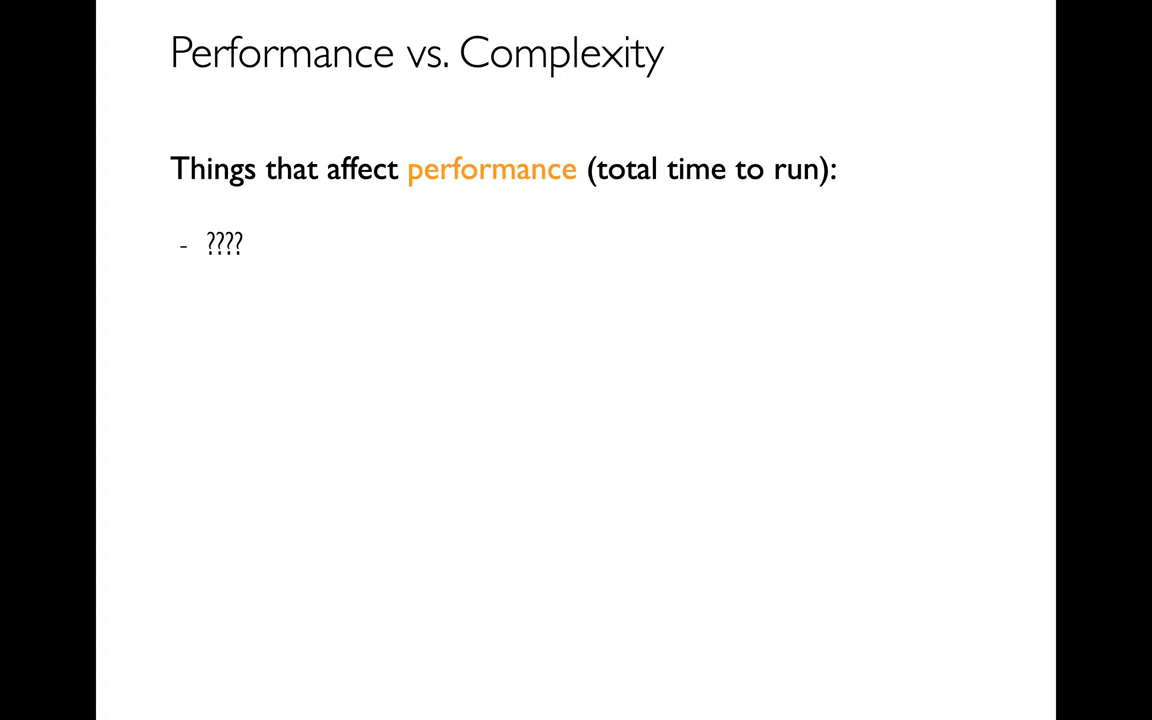 Performance vs. Complexity
Things that affect performance (total time to run):
- ????